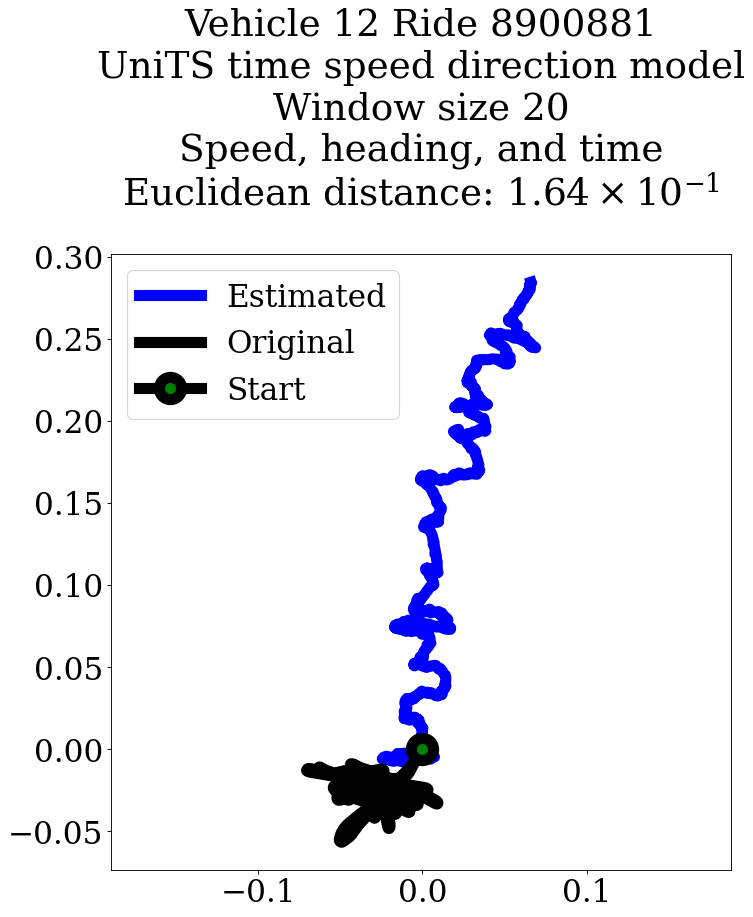 Vehicle 12 Ride 8900881
UniTS time speed direction model
Window size 20
Speed, heading, and time
Euclidean distance: 1.64 × 10⁻¹
0.30
0.25
0.20
0.15
0.10
0.05
0.00
−0.05
Estimated
Original
Start
−0.1
0.0
0.1